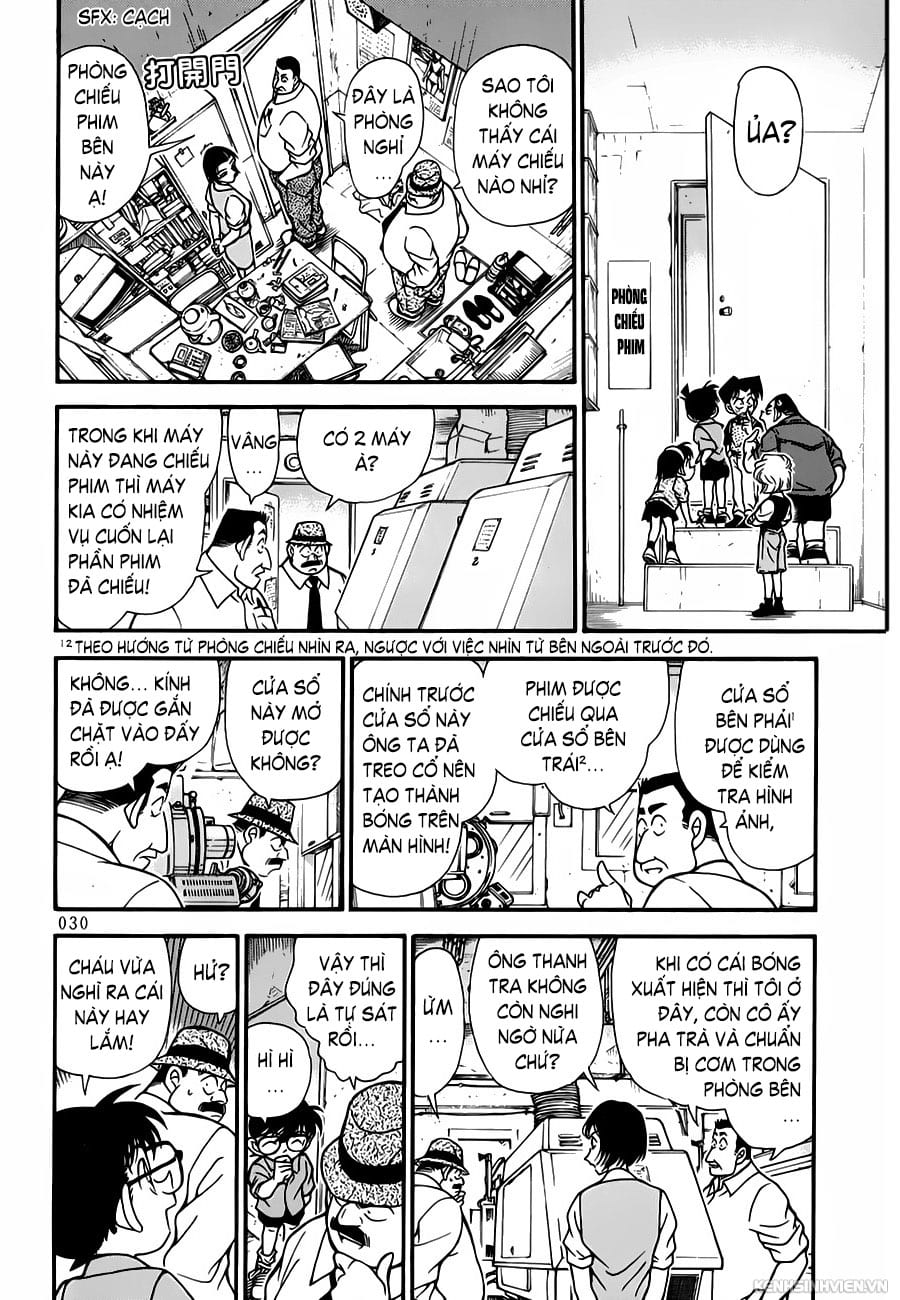 ỦA?
PHÒNG
CHIẾU
PHIM
SFX: CẠCH
打開門
SAO TÔI
KHÔNG
THẤY CÁI
MÁY CHIẾU
NÀO NHỈ?
ĐÂY LÀ
PHÒNG
NGHỈ
...
PHÒNG
CHIẾU
PHIM
BÊN
NÀY
Ạ!
CÓ 2 MÁY
À?
VÂNG
...
TRONG KHI MÁY
NÀY ĐANG CHIẾU
PHIM THÌ MÁY
KIA CÓ NHIỆM
VỤ CUỐN LẠI
PHẦN PHIM
ĐÃ CHIẾU!
1
2
12 THEO HƯỚNG TỪ PHÒNG CHIẾU NHÌN RA, NGƯỢC VỚI VIỆC NHÌN TỪ BÊN NGOÀI TRƯỚC ĐÓ.
CỬA SỔ
BÊN PHẢI¹
ĐƯỢC DÙNG
ĐỂ KIỂM
TRA HÌNH
ẢNH,
PHIM ĐƯỢC
CHIẾU QUA
CỬA SỔ BÊN
TRÁI²...
CHÍNH TRƯỚC
CỬA SỔ NÀY
ÔNG TA ĐÃ
TREO CỔ NÊN
TẠO THÀNH
BÓNG TRÊN
MÀN HÌNH!
CỬA SỔ
NÀY MỞ
ĐƯỢC
KHÔNG?
KHÔNG... KÍNH
ĐÃ ĐƯỢC GẮN
CHẶT VÀO ĐẤY
RỒI Ạ!
030
KHI CÓ CÁI BÓNG
XUẤT HIỆN THÌ TÔI Ở
ĐÂY, CÒN CÔ ẤY
PHA TRÀ VÀ CHUẨN
BỊ CƠM TRONG
PHÒNG BÊN
...
ÔNG THANH
TRA KHÔNG
CÒN NGHI
NGỜ NỮA
CHỨ?
ỪM
...
VẬY THÌ
ĐÂY ĐÚNG
LÀ TỰ SÁT
RỒI...
HÌ HÌ
...
HỬ?
CHÁU VỪA
NGHĨ RA CÁI
NÀY HAY
LẮM!
KENHSINHVIEN.VN